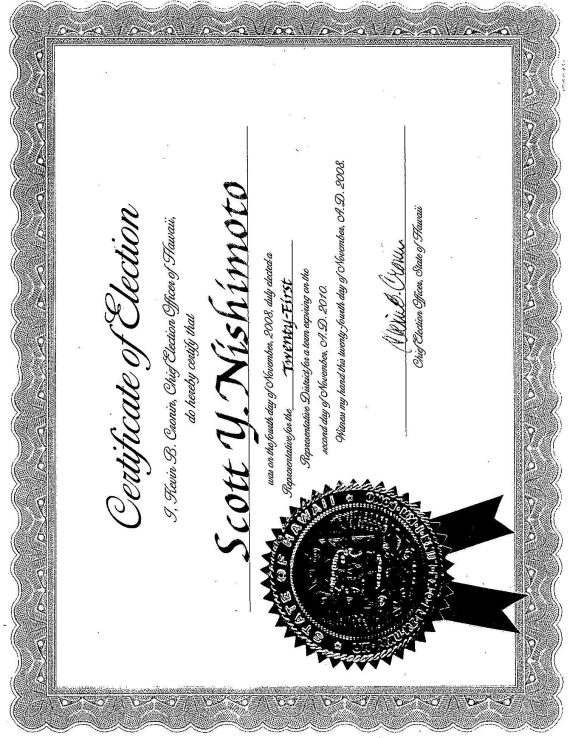 Certificate of Election
I, Kevin B. Cronin, Chief Election Officer of Hawaii,
do hereby certify that
Scott Y. Nishimoto
was on the fourth day of November, 2008, duly elected a
Representative for the Twenty-First
Representative District for a term expiring on the
second day of November, A.D. 2010.
Witness my hand this twenty-fourth day of November, A.D. 2008.
Chief Election Officer, State of Hawaii
STATE OF HAWAII